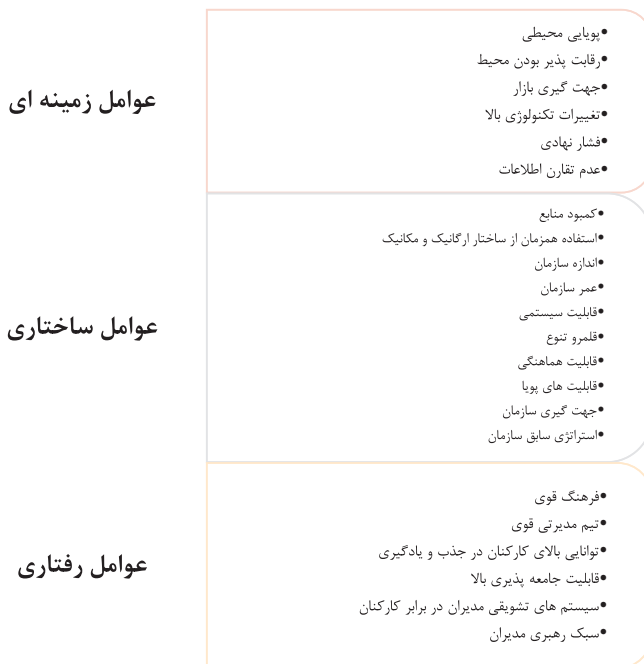 عوامل زمینه ای
•پویایی محیطی
•رقابت پذیر بودن محیط
•جهت گیری بازار
•تغییرات تکنولوژی بالا
•فشار نهادی
•عدم تقارن اطلاعات
عوامل ساختاری
•کمبود منابع
•استفاده همزمان از ساختار ارگانیک و مکانیک
•اندازه سازمان
•عمر سازمان
•قابلیت سیستمی
•قلمرو تنوع
•قابلیت هماهنگی
•قابلیت های پویا
•جهت گیری سازمان
•استراتژی سابق سازمان
عوامل رفتاری
•فرهنگ قوی
•تیم مدیرتی قوی
•توانایی بالای کارکنان در جذب و یادگیری
•قابلیت جامعه پذیری بالا
•سیستم های تشویقی مدیران در برابر کارکنان
•سبک رهبری مدیران